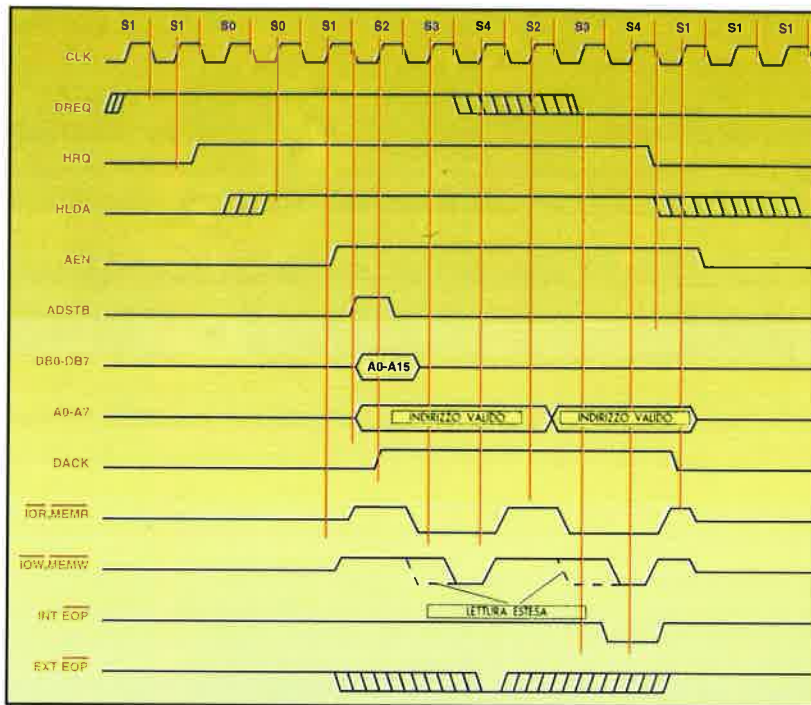 S1 S1 S0 S0 S1 S2 S3 S4 S2 S3 S4 S1 S1 S1
CLK
DREQ
HRQ
HLDA
AEN
ADSTB
DB0-DB7 A0-A15
A0-A7 INDIRIZZO VALIDO INDIRIZZO VALIDO
DACK
IOR,MEMR
IOW,MEMW
LETTURA ESTESA
INT EOP
EXT EOP